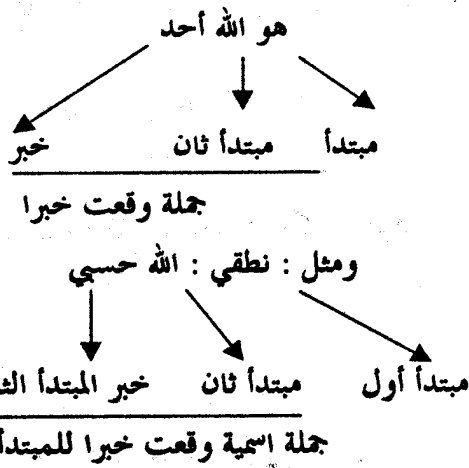 هو الله أحد
مبتدأ مبتدأ ثان خبر
جملة وقعت خبرا
ومثل : نطقي : الله حسبي
مبتدأ أول مبتدأ ثان خبر المبتدأ
جملة اسمية وقعت خبرا للمبتدأ